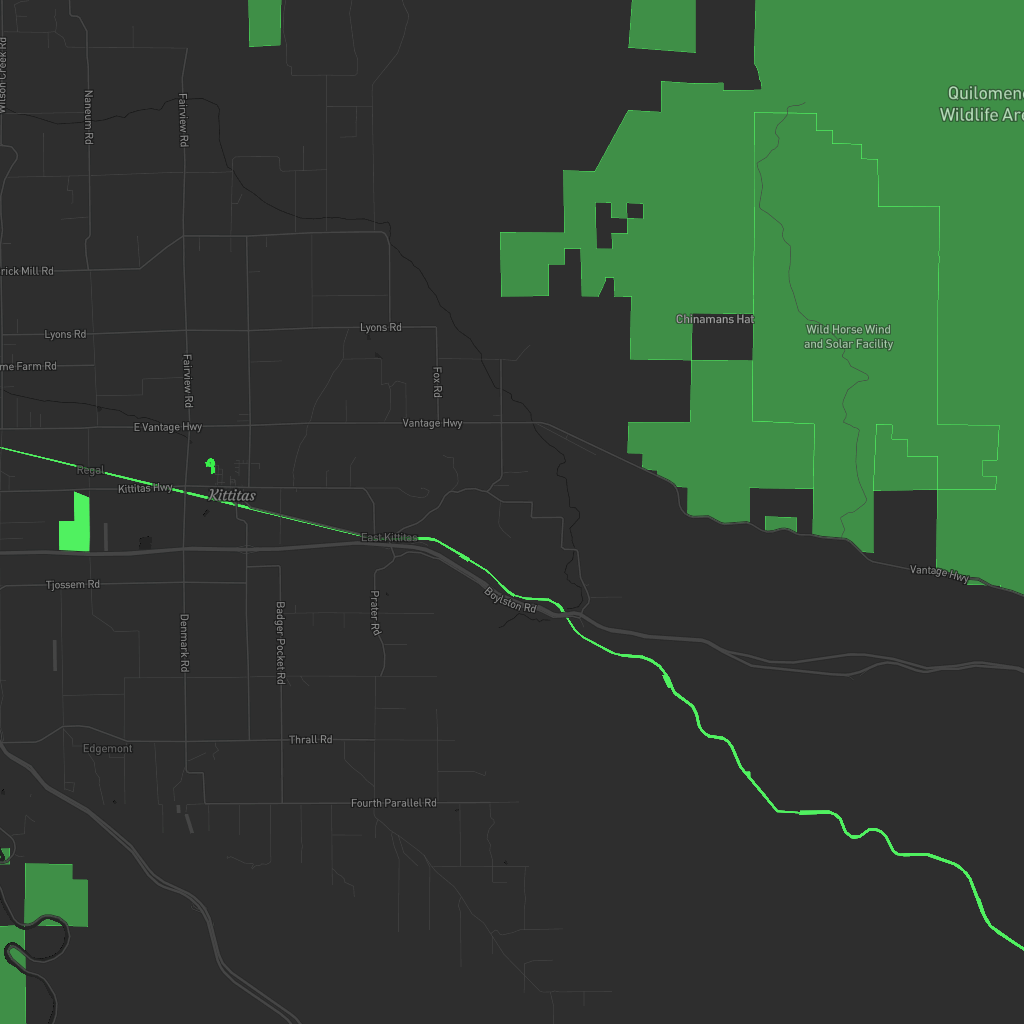 Quilomene
Wildlife Are
Wilson Creek Rd
Naneum Rd
Fairview Rd
rick Mill Rd
Chinamans Hat
Lyons Rd
Lyons Rd
Wild Horse Wind
and Solar Facility
me Farm Rd
Fairview Rd
Fox Rd
E Vantage Hwy
Vantage Hwy
Regal
Kittitas Hwy
Kittitas
East Kittitas
Vantage Hwy
Tjossem Rd
Boylston Rd
Denmark Rd
Badger Pocket Rd
Prater Rd
Thrall Rd
Edgemont
Fourth Parallel Rd